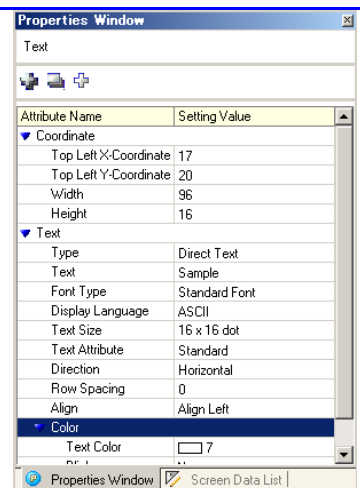 Properties Window
Text
Attribute Name Setting Value
Coordinate
Top Left X-Coordinate 17
Top Left Y-Coordinate 20
Width 96
Height 16
Text
Type Direct Text
Text Sample
Font Type Standard Font
Display Language ASCII
Text Size 16 x 16 dot
Text Attribute Standard
Direction Horizontal
Row Spacing 0
Align Align Left
Color
Text Color 7
Properties Window Screen Data List